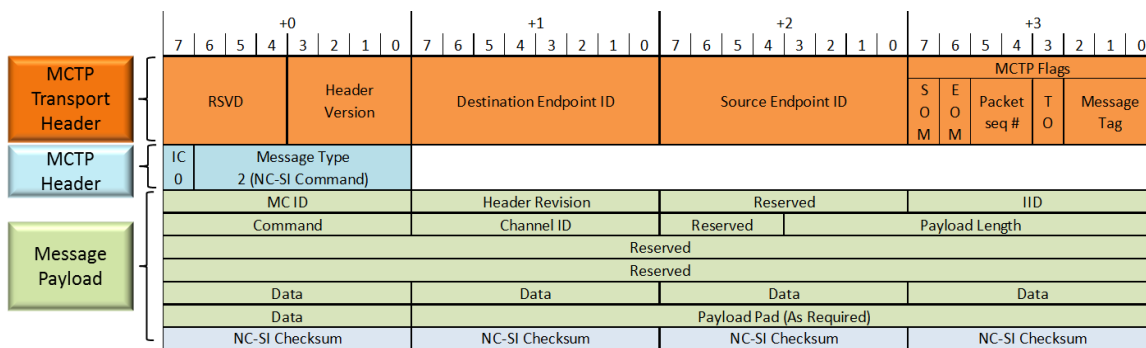 +0 +1 +2 +3
7 6 5 4 3 2 1 0 7 6 5 4 3 2 1 0 7 6 5 4 3 2 1 0 7 6 5 4 3 2 1 0
MCTP
Transport
Header
RSVD
Header
Version
Destination Endpoint ID
Source Endpoint ID
MCTP Flags
S
O
M
E
O
M
Packet
seq #
T
O
Message
Tag
MCTP
Header
IC
0
Message Type
2 (NC-SI Command)
Message
Payload
MC ID Header Revision Reserved IID
Command Channel ID Reserved Payload Length
Reserved
Reserved
Data Data Data Data
Data Payload Pad (As Required)
NC-SI Checksum NC-SI Checksum NC-SI Checksum NC-SI Checksum